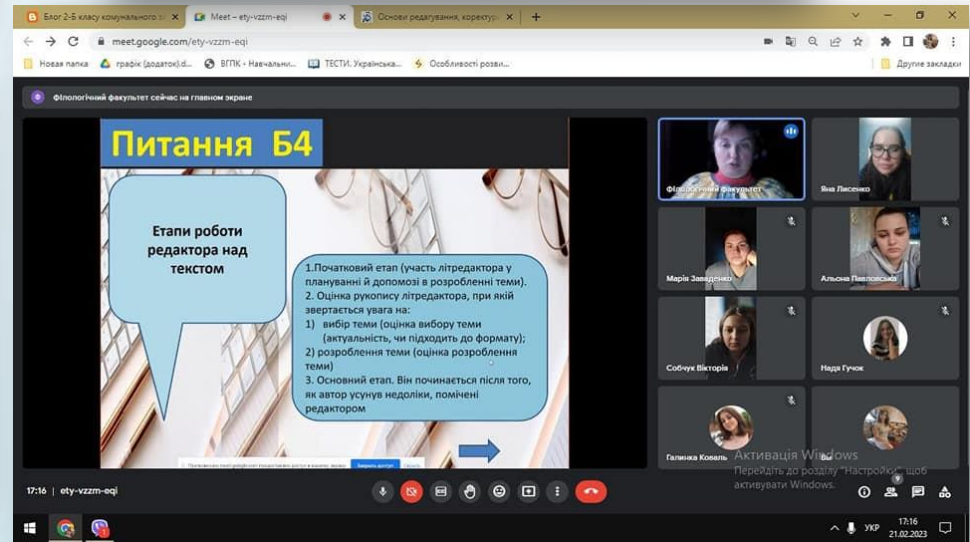 Блог 2-Б класу комунального з
Meet – ety-vzzm-eqi
Основи редагування, коректур
meet.google.com/ety-vzzm-eqi
Новая папка
графік (додаток).d...
ВГПК - Навчальни...
ТЕСТИ. Українська...
Особливості розви...
Другие закладки
Філологічний факультет сейчас на главном экране
Питання Б4
Етапи роботи
редактора над
текстом
1.Початковий етап (участь літредактора у
плануванні й допомозі в розробленні теми).
2. Оцінка рукопису літредактора, при якій
звертається увага на:
1) вибір теми (оцінка вибору теми
(актуальність, чи підходить до формату);
2) розроблення теми (оцінка розроблення
теми)
3. Основний етап. Він починається після того,
як автор усунув недоліки, помічені
редактором
Філологічний факультет
Яна Лисенко
Марія Заваденко
Альона Павловська
Собчук Вікторія
Надя Гучок
Галинка Коваль
Вы
Активація Windows
Перейдіть до розділу "Настройки", щоб
активувати Windows.
17:16 | ety-vzzm-eqi
9
УКР
17:16
21.02.2023